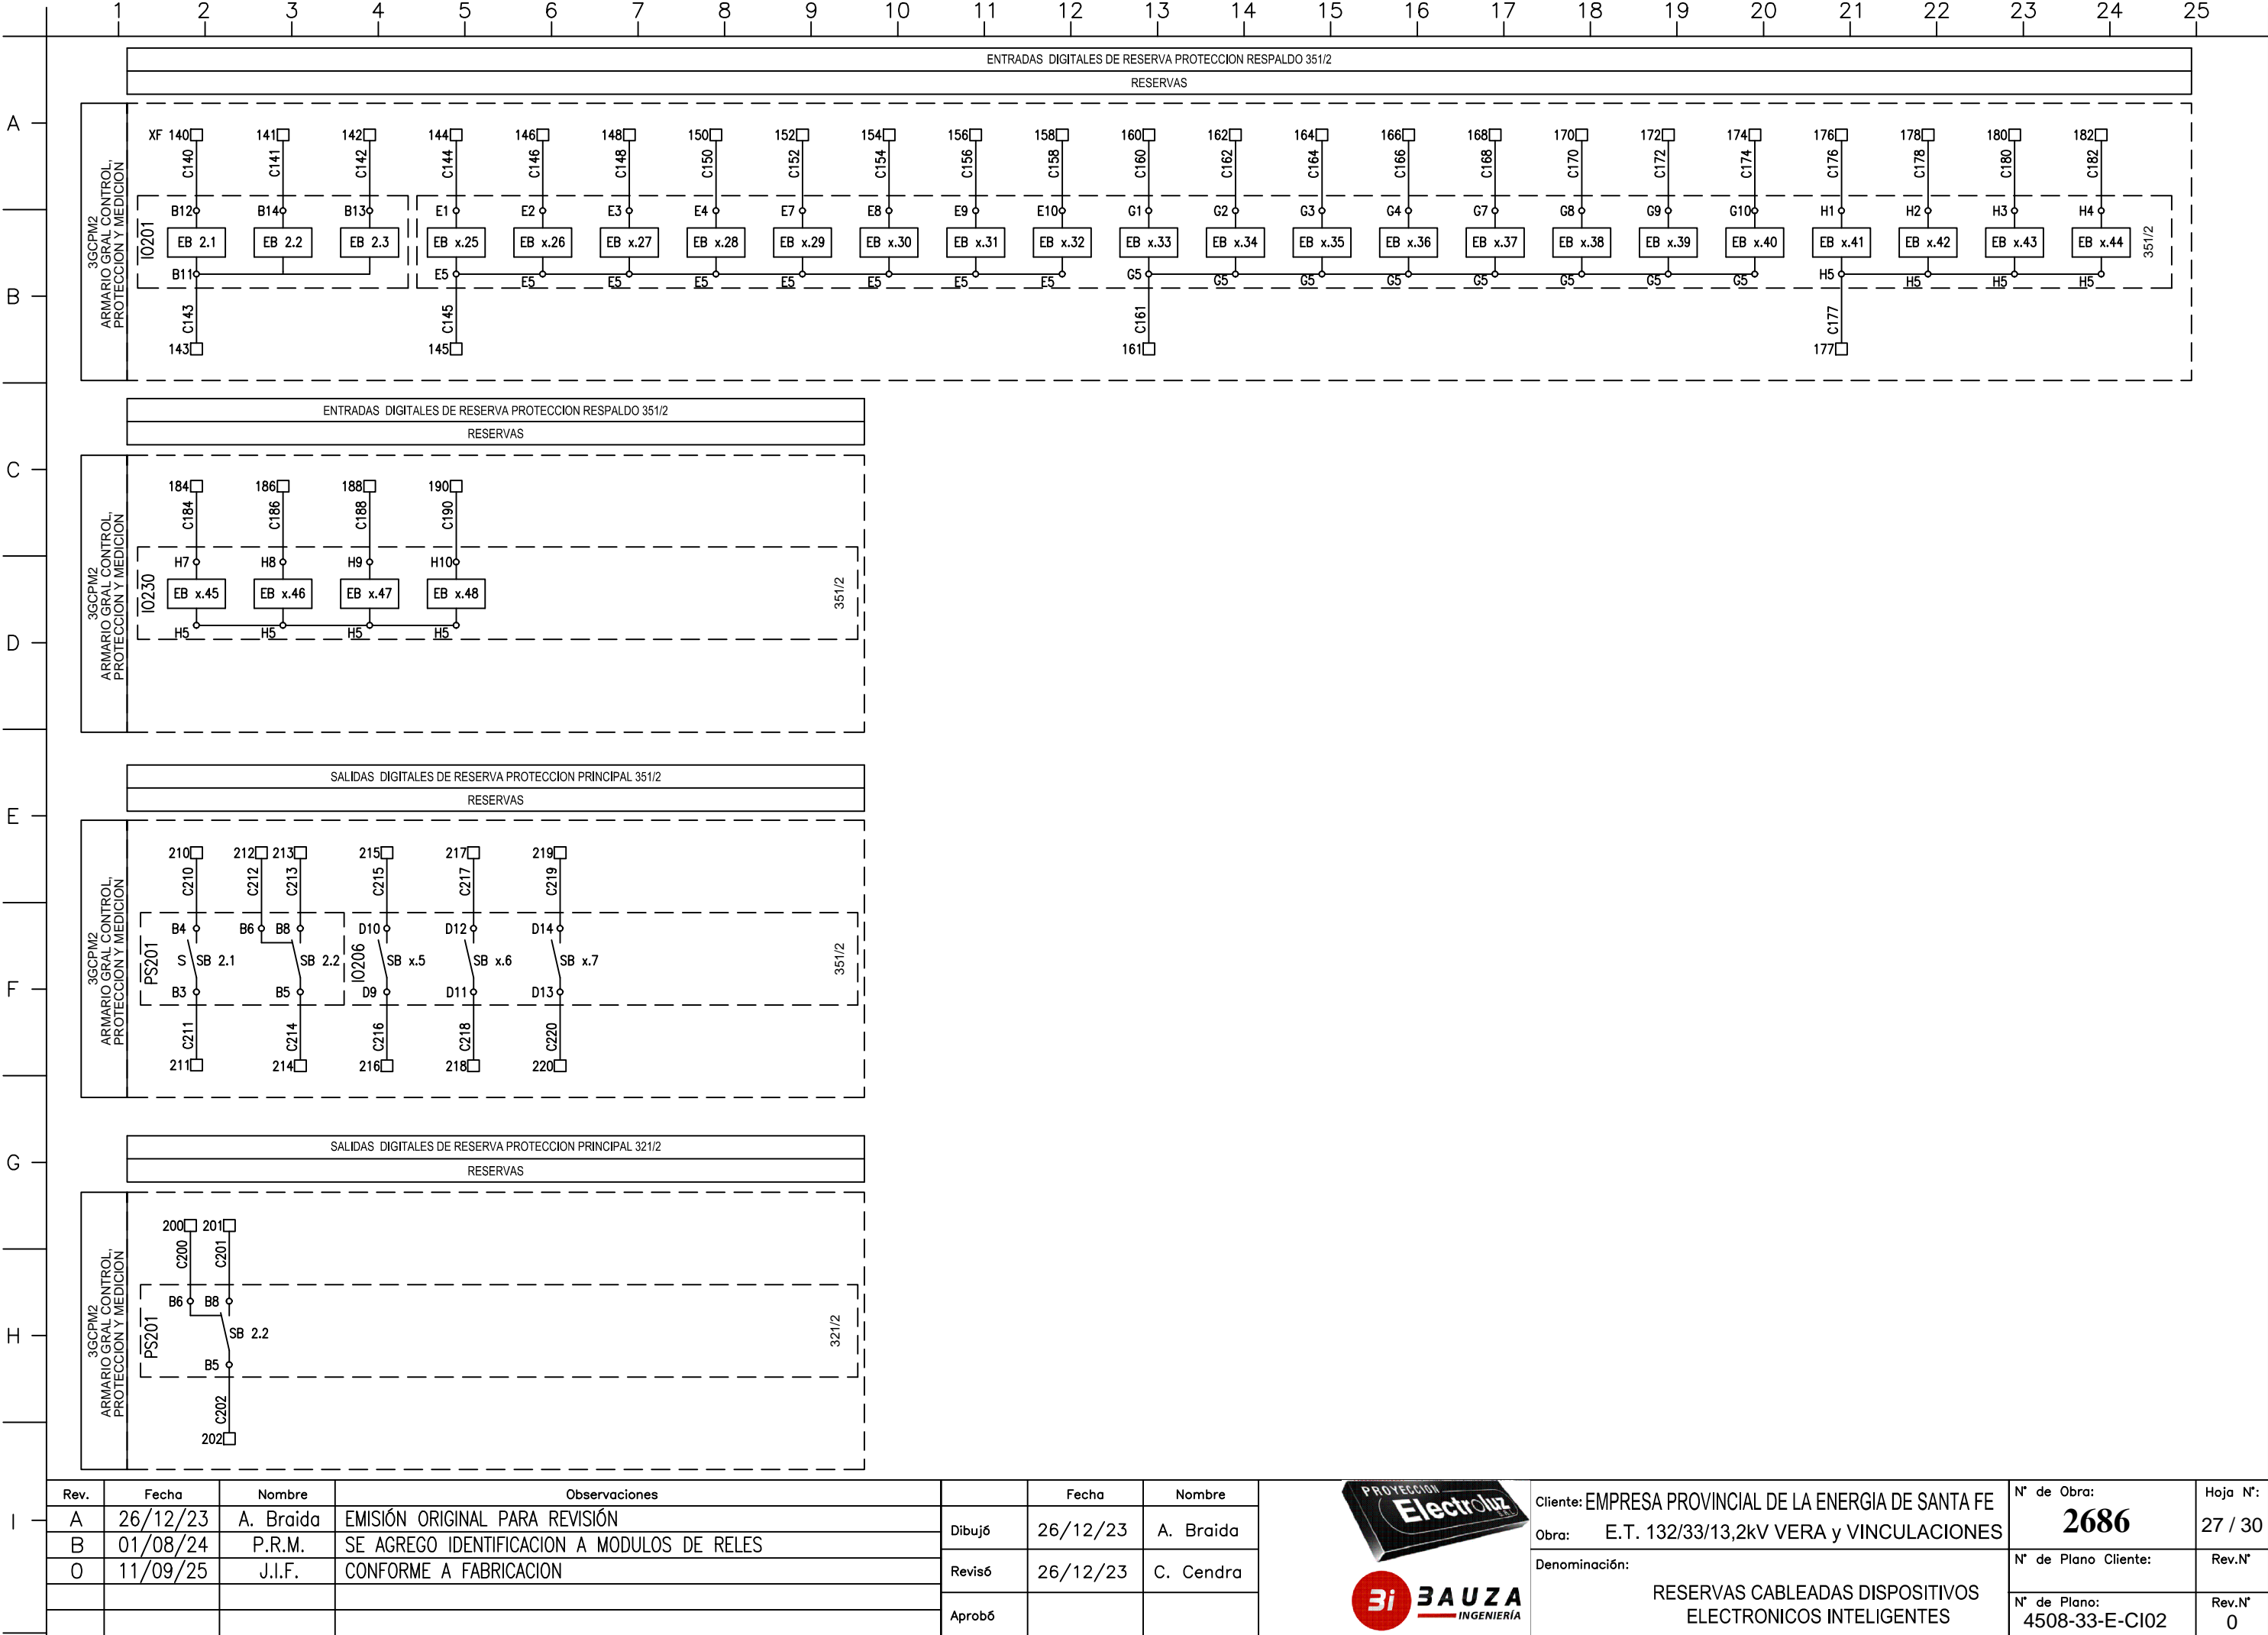 1 2 3 4 5 6 7 8 9 10 11 12 13 14 15 16 17 18 19 20 21 22 23 24 25
ENTRADAS DIGITALES DE RESERVA PROTECCION RESPALDO 351/2
RESERVAS
A
B
C
D
E
F
G
H
I
3GCPM2
ARMARIO GRAL CONTROL,
PROTECCION Y MEDICION
XF 140 141 142 144 146 148 150 152 154 156 158 160 162 164 166 168 170 172 174 176 178 180 182
C140 C141 C142 C144 C146 C148 C150 C152 C154 C156 C158 C160 C162 C164 C166 C168 C170 C172 C174 C176 C178 C180 C182
IO201
B12 B14 B13 E1 E2 E3 E4 E7 E8 E9 E10 G1 G2 G3 G4 G7 G8 G9 G10 H1 H2 H3 H4
EB 2.1 EB 2.2 EB 2.3 EB x.25 EB x.26 EB x.27 EB x.28 EB x.29 EB x.30 EB x.31 EB x.32 EB x.33 EB x.34 EB x.35 EB x.36 EB x.37 EB x.38 EB x.39 EB x.40 EB x.41 EB x.42 EB x.43 EB x.44
351/2
B11 E5 E5 E5 E5 E5 E5 E5 E5 G5 G5 G5 G5 G5 G5 G5 G5 H5 H5 H5 H5
C143 C145 C161 C177
143 145 161 177
ENTRADAS DIGITALES DE RESERVA PROTECCION RESPALDO 351/2
RESERVAS
3GCPM2
ARMARIO GRAL CONTROL,
PROTECCION Y MEDICION
184 186 188 190
C184 C186 C188 C190
IO230
H7 H8 H9 H10
EB x.45 EB x.46 EB x.47 EB x.48
351/2
H5 H5 H5 H5
SALIDAS DIGITALES DE RESERVA PROTECCION PRINCIPAL 351/2
RESERVAS
3GCPM2
ARMARIO GRAL CONTROL,
PROTECCION Y MEDICION
210 212 213 215 217 219
C210 C212 C213 C215 C217 C219
PS201
B4 B6 B8 D10 D12 D14
IO206
S SB 2.1 SB 2.2 SB x.5 SB x.6 SB x.7
351/2
B3 B5 D9 D11 D13
C211 C214 C216 C218 C220
211 214 216 218 220
SALIDAS DIGITALES DE RESERVA PROTECCION PRINCIPAL 321/2
RESERVAS
3GCPM2
ARMARIO GRAL CONTROL,
PROTECCION Y MEDICION
200 201
C200 C201
PS201
B6 B8
SB 2.2
321/2
B5
C202
202
Rev. Fecha Nombre Observaciones
A 26/12/23 A. Braida EMISIÓN ORIGINAL PARA REVISIÓN
B 01/08/24 P.R.M. SE AGREGO IDENTIFICACION A MODULOS DE RELES
0 11/09/25 J.I.F. CONFORME A FABRICACION
Fecha Nombre
Dibujó 26/12/23 A. Braida
Revisó 26/12/23 C. Cendra
Aprobó
PROYECCION
Electroluz
3i BAUZA
INGENIERÍA
Cliente: EMPRESA PROVINCIAL DE LA ENERGIA DE SANTA FE
Obra: E.T. 132/33/13,2kV VERA y VINCULACIONES
Denominación:
RESERVAS CABLEADAS DISPOSITIVOS
ELECTRONICOS INTELIGENTES
N° de Obra:
2686
Hoja N°:
27 / 30
N° de Plano Cliente:
Rev.N°
N° de Plano:
4508-33-E-CI02
Rev.N°
0